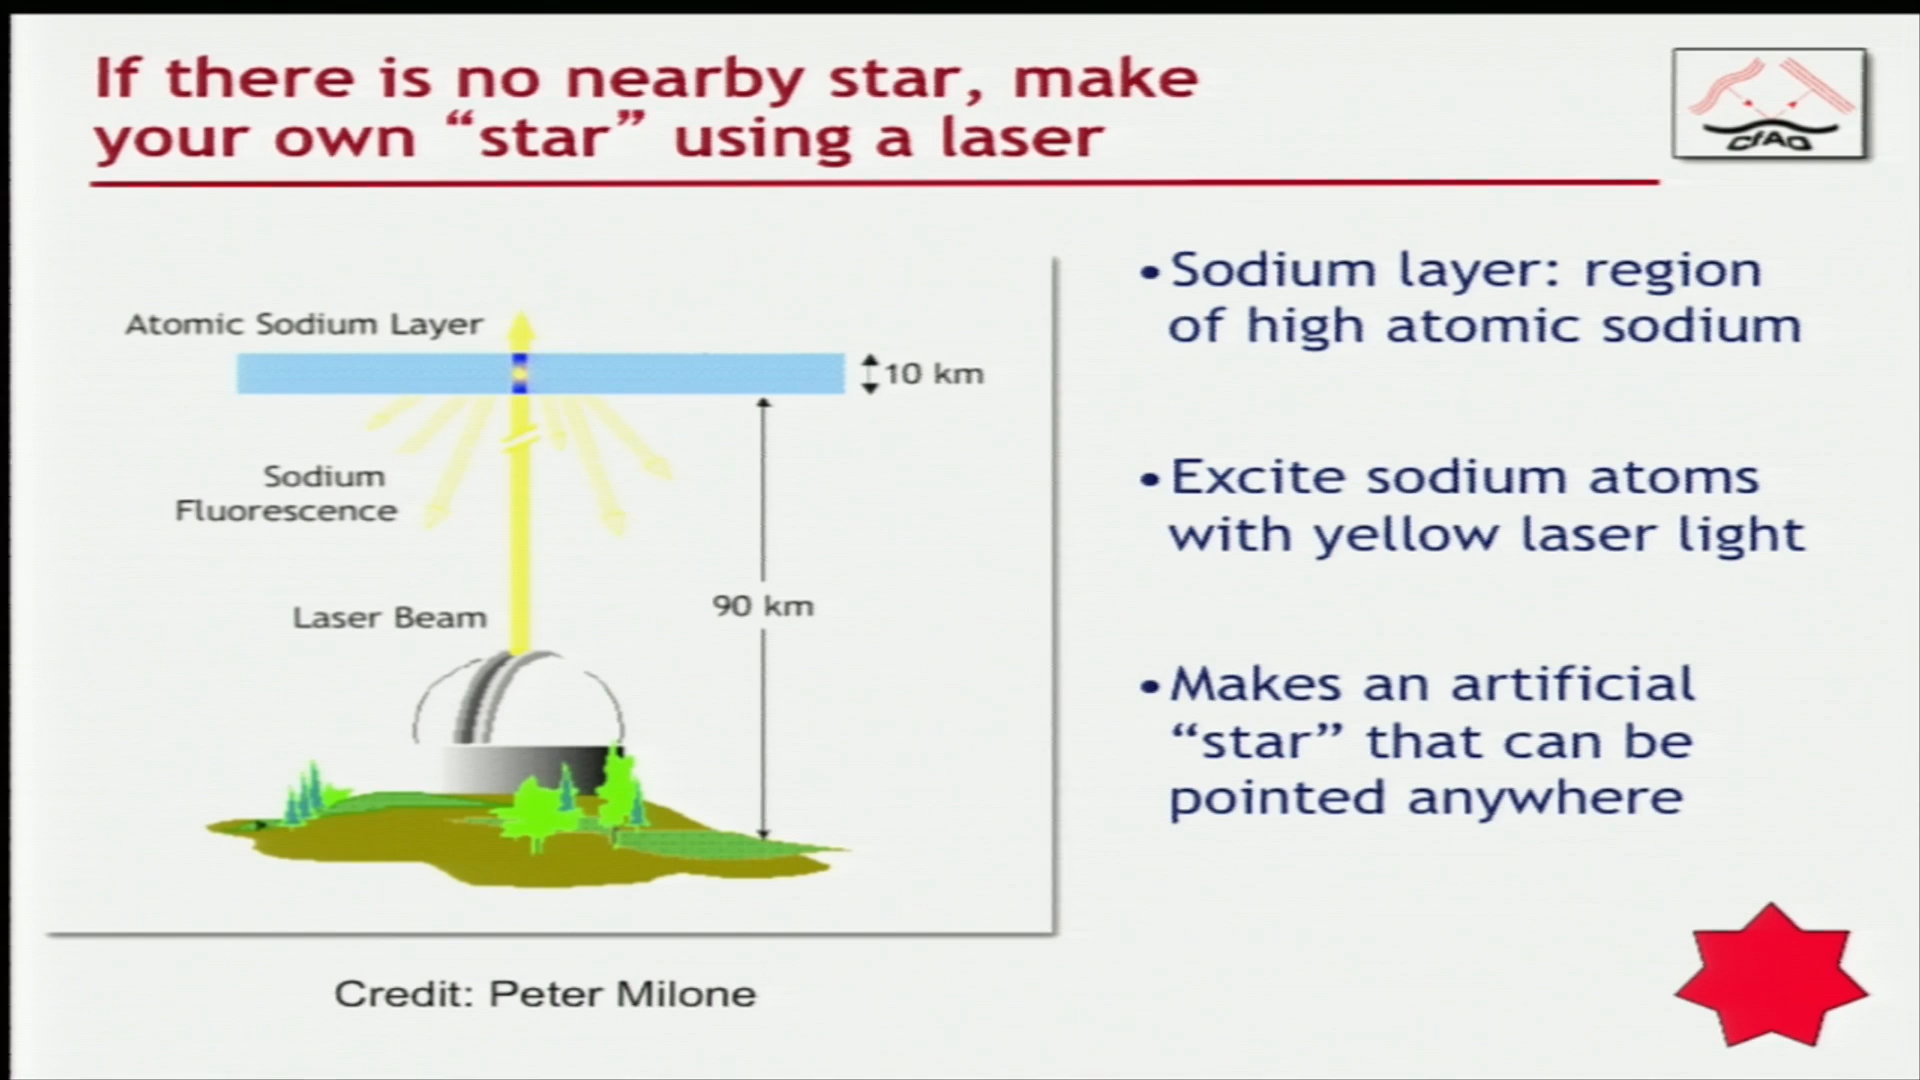 If there is no nearby star, make
your own “star” using a laser
CfAO
Atomic Sodium Layer
10 km
Sodium
Fluorescence
90 km
Laser Beam
Credit: Peter Milone
•Sodium layer: region
of high atomic sodium
•Excite sodium atoms
with yellow laser light
•Makes an artificial
“star” that can be
pointed anywhere